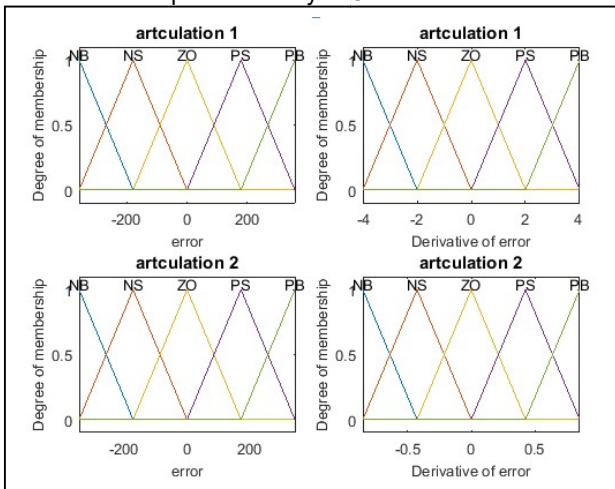 artculation 1
NB NS ZO PS PB
1
0.5
0
Degree of membership
-200 0 200
error
artculation 1
NB NS ZO PS PB
1
0.5
0
Degree of membership
-4 -2 0 2 4
Derivative of error
artculation 2
NB NS ZO PS PB
1
0.5
0
Degree of membership
-200 0 200
error
artculation 2
NB NS ZO PS PB
1
0.5
0
Degree of membership
-0.5 0 0.5
Derivative of error